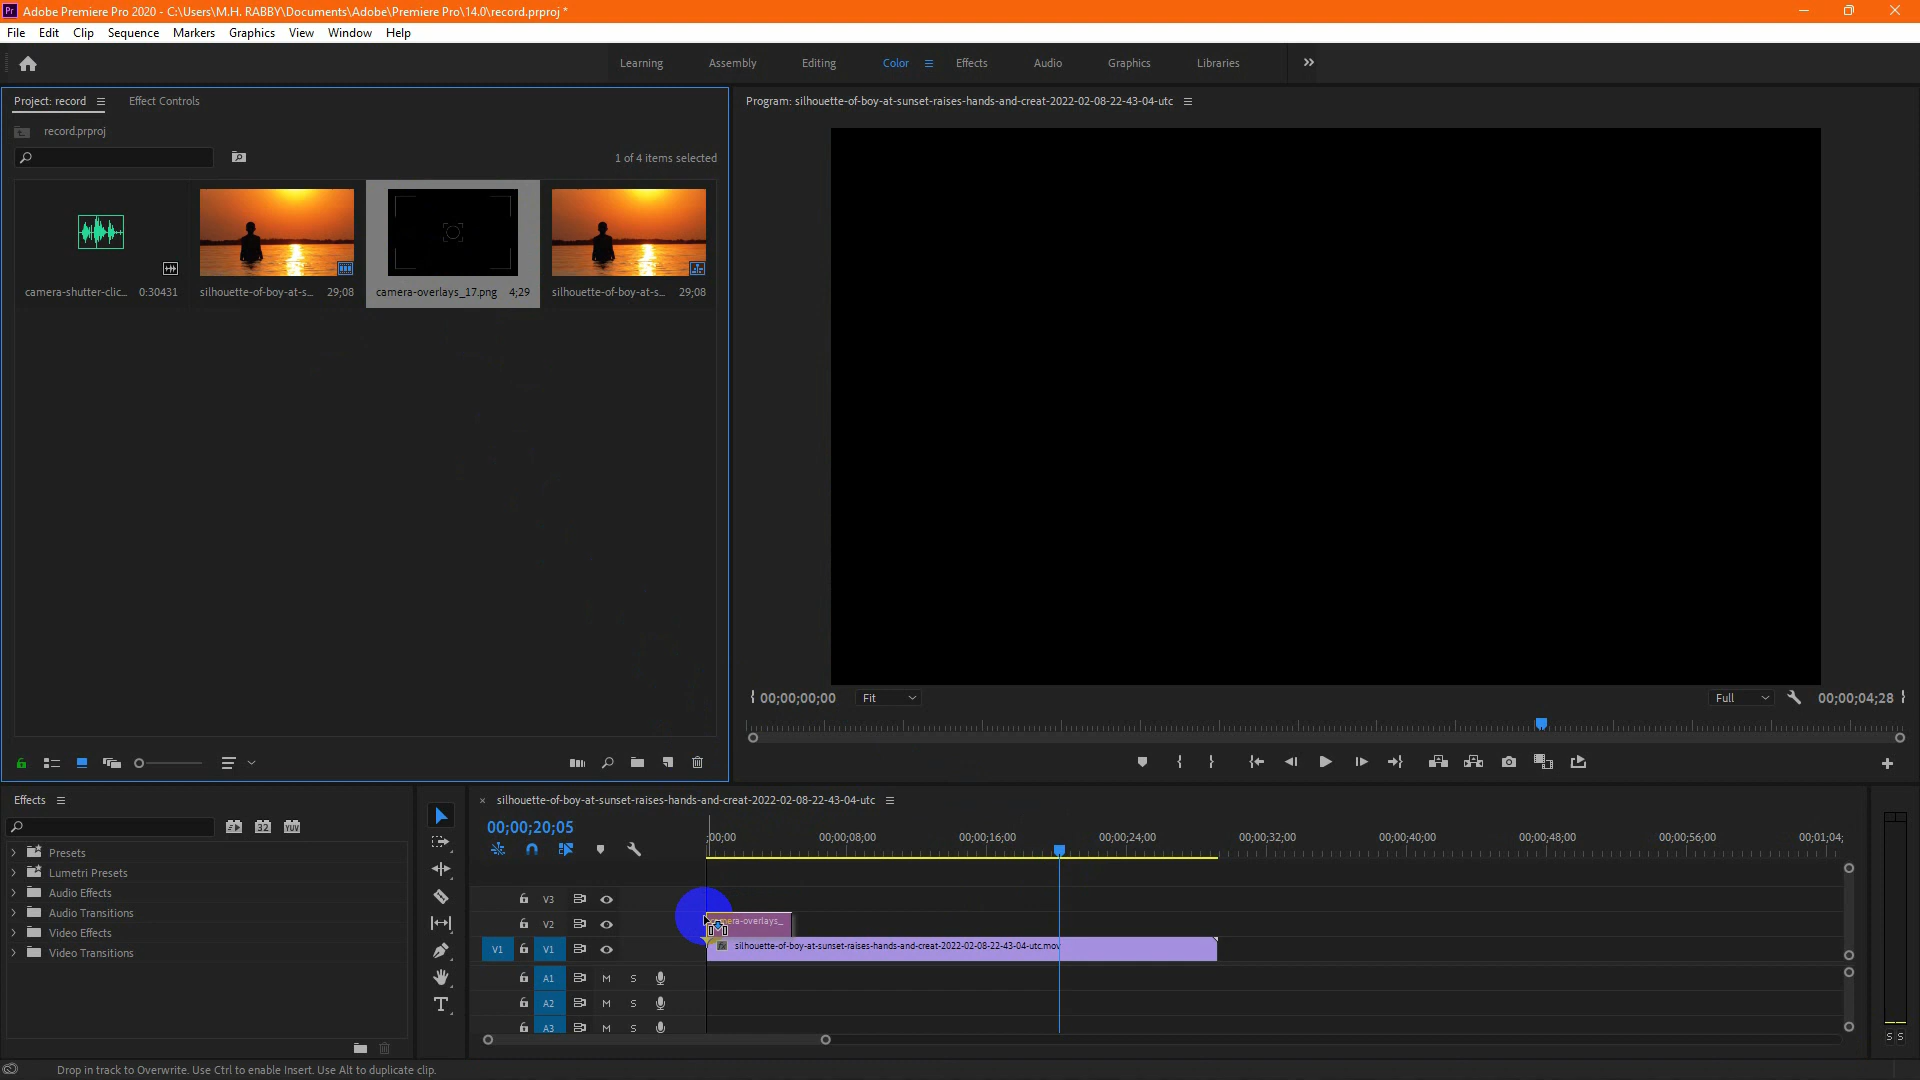 Adobe Premiere Pro 2020 - C:\Users\M.H. RABBY\Documents\Adobe\Premiere Pro\14.0\record.prproj *
File Edit Clip Sequence Markers Graphics View Window Help
Learning Assembly Editing Color Effects Audio Graphics Libraries
Project: record Effect Controls
record.prproj
1 of 4 items selected
camera-shutter-clic... 0:30431
silhouette-of-boy-at-s... 29;08
camera-overlays_17.png 4;29
silhouette-of-boy-at-s... 29;08
Program: silhouette-of-boy-at-sunset-raises-hands-and-creat-2022-02-08-22-43-04-utc
00;00;00;00 Fit Full 00;00;04;28
Effects
32 YUV
Presets
Lumetri Presets
Audio Effects
Audio Transitions
Video Effects
Video Transitions
× silhouette-of-boy-at-sunset-raises-hands-and-creat-2022-02-08-22-43-04-utc
00;00;20;05
;00;00 00;00;08;00 00;00;16;00 00;00;24;00 00;00;32;00 00;00;40;00 00;00;48;00 00;00;56;00 00;01;04;
V3
V2 mera-overlays_
V1 V1 fx silhouette-of-boy-at-sunset-raises-hands-and-creat-2022-02-08-22-43-04-utc.mov
A1 M S
A2 M S
A3 M S
S S
Drop in track to Overwrite. Use Ctrl to enable Insert. Use Alt to duplicate clip.